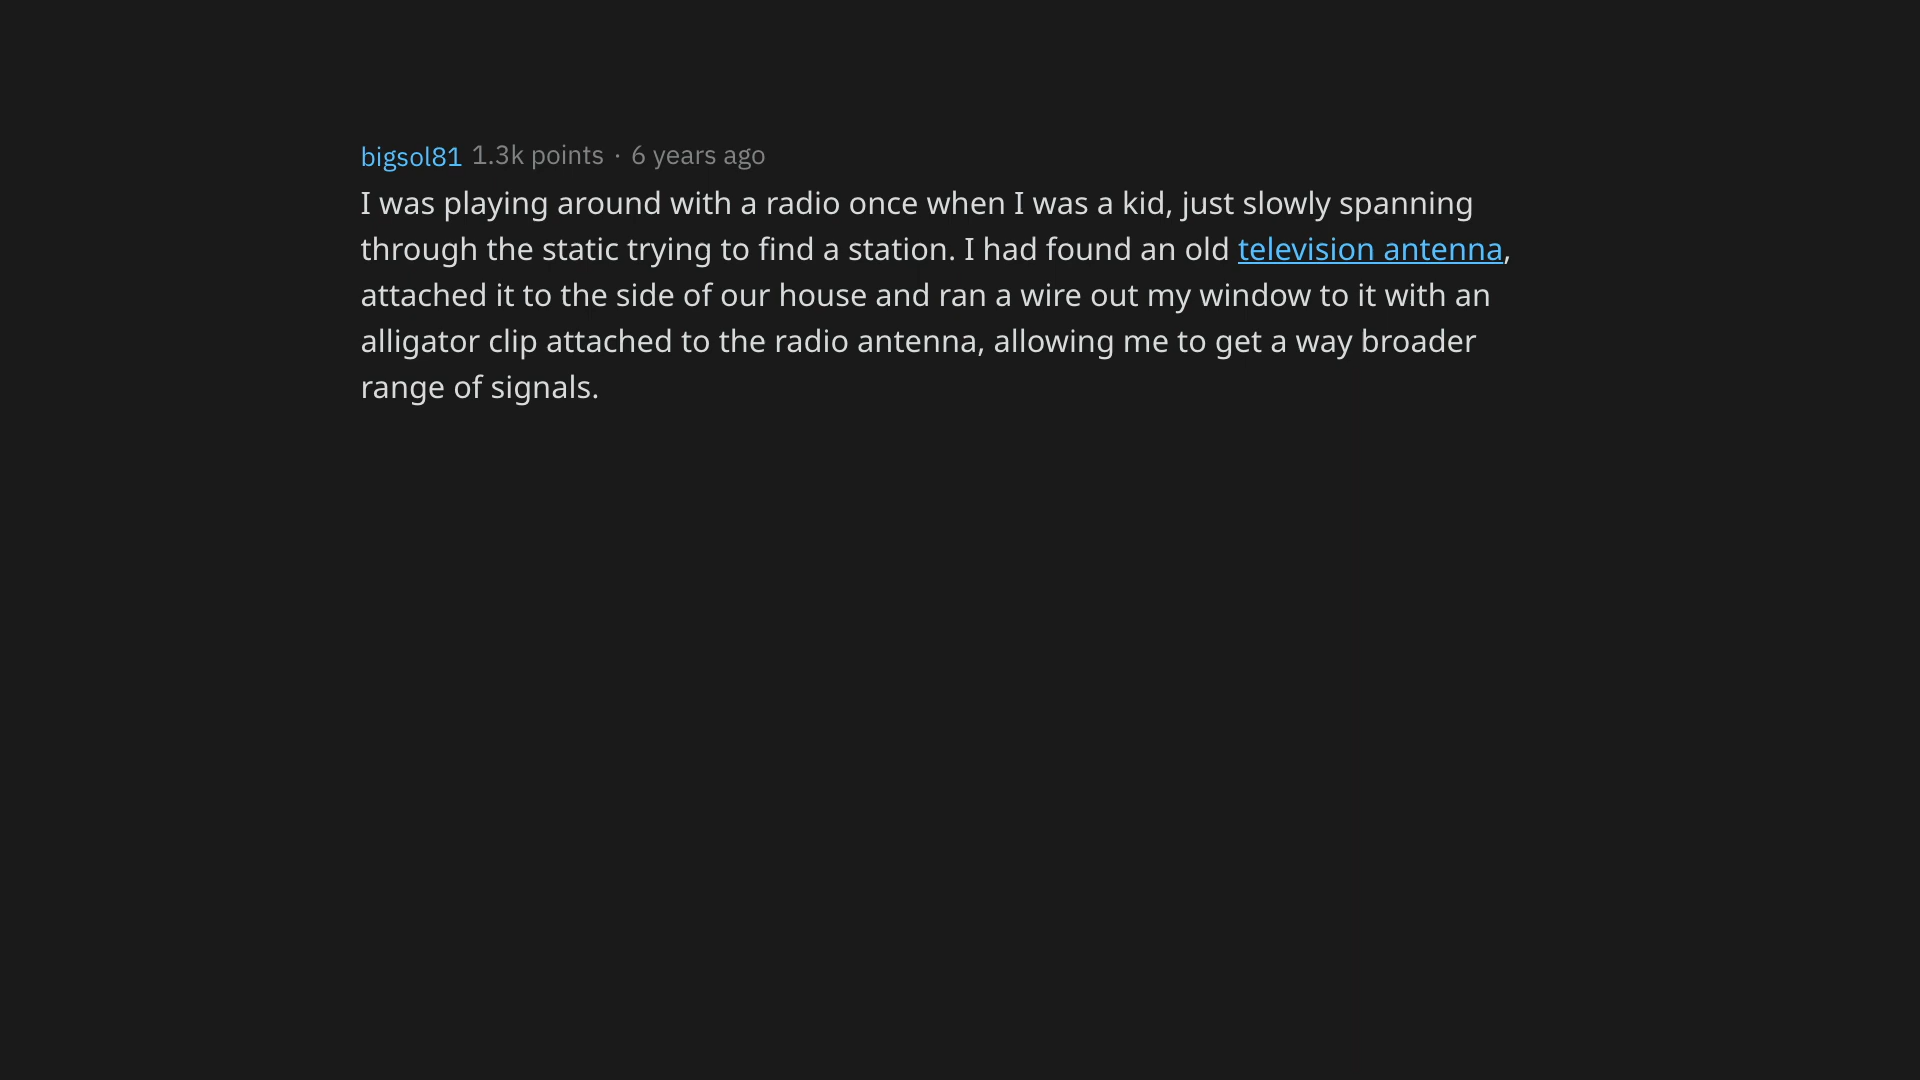 bigsol81 1.3k points · 6 years ago
I was playing around with a radio once when I was a kid, just slowly spanning
through the static trying to find a station. I had found an old television antenna,
attached it to the side of our house and ran a wire out my window to it with an
alligator clip attached to the radio antenna, allowing me to get a way broader
range of signals.